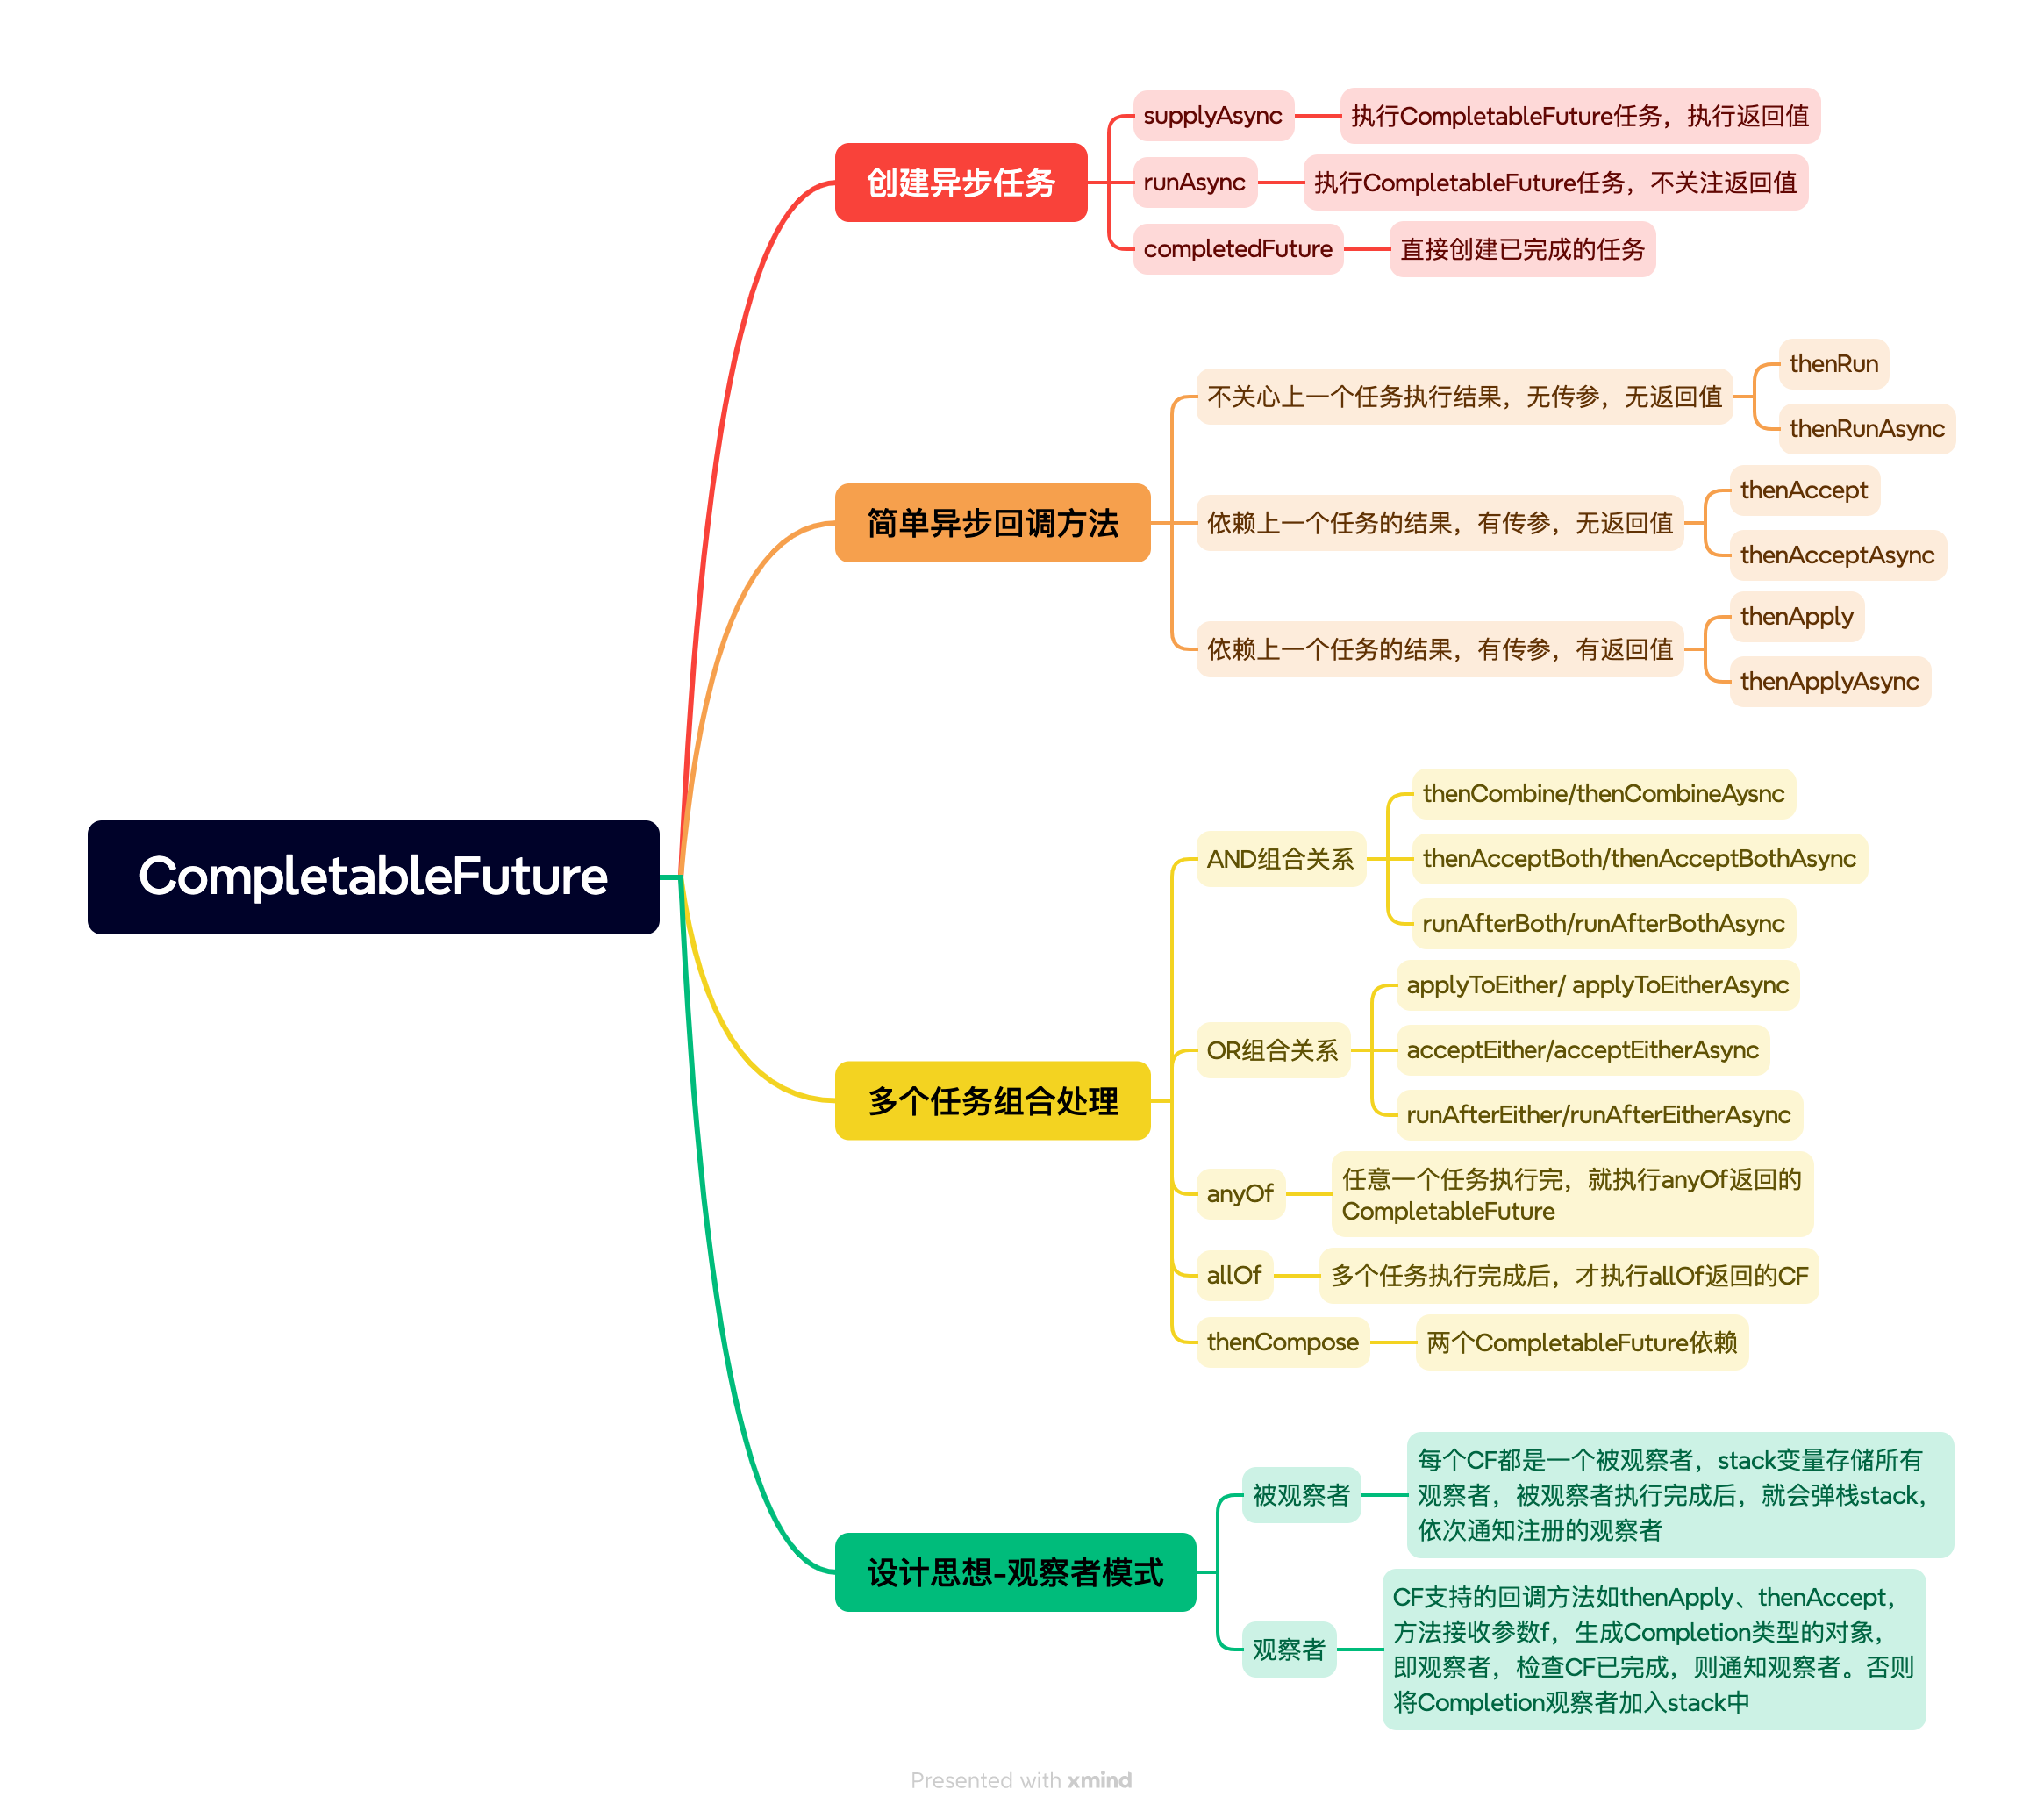 CompletableFuture
创建异步任务
supplyAsync
执行CompletableFuture任务，执行返回值
runAsync
执行CompletableFuture任务，不关注返回值
completedFuture
直接创建已完成的任务
简单异步回调方法
不关心上一个任务执行结果，无传参，无返回值
thenRun
thenRunAsync
依赖上一个任务的结果，有传参，无返回值
thenAccept
thenAcceptAsync
依赖上一个任务的结果，有传参，有返回值
thenApply
thenApplyAsync
多个任务组合处理
AND组合关系
thenCombine/thenCombineAysnc
thenAcceptBoth/thenAcceptBothAsync
runAfterBoth/runAfterBothAsync
OR组合关系
applyToEither/ applyToEitherAsync
acceptEither/acceptEitherAsync
runAfterEither/runAfterEitherAsync
anyOf
任意一个任务执行完，就执行anyOf返回的
CompletableFuture
allOf
多个任务执行完成后，才执行allOf返回的CF
thenCompose
两个CompletableFuture依赖
设计思想-观察者模式
被观察者
每个CF都是一个被观察者，stack变量存储所有
观察者，被观察者执行完成后，就会弹栈stack，
依次通知注册的观察者
观察者
CF支持的回调方法如thenApply、thenAccept，
方法接收参数f，生成Completion类型的对象，
即观察者，检查CF已完成，则通知观察者。否则
将Completion观察者加入stack中
Presented with xmind